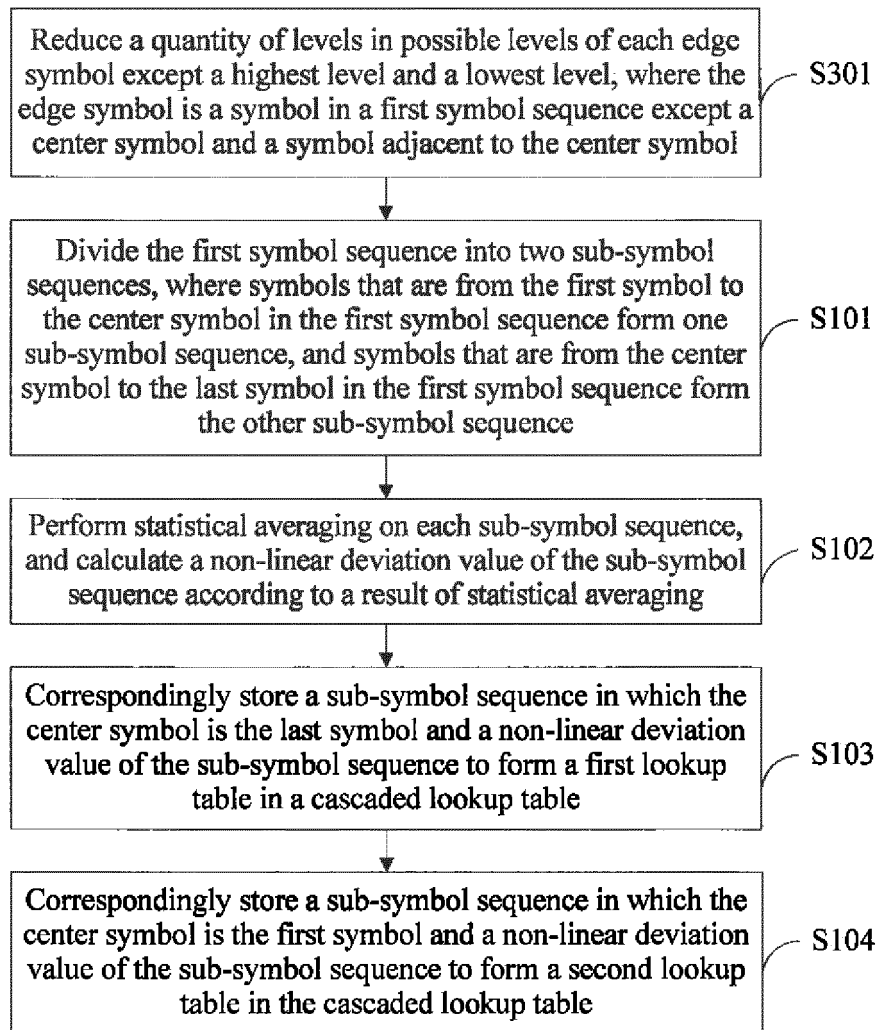 Reduce a quantity of levels in possible levels of each edge
symbol except a highest level and a lowest level, where the
edge symbol is a symbol in a first symbol sequence except a
center symbol and a symbol adjacent to the center symbol
S301
Divide the first symbol sequence into two sub-symbol
sequences, where symbols that are from the first symbol to
the center symbol in the first symbol sequence form one
sub-symbol sequence, and symbols that are from the center
symbol to the last symbol in the first symbol sequence form
the other sub-symbol sequence
S101
Perform statistical averaging on each sub-symbol sequence,
and calculate a non-linear deviation value of the sub-symbol
sequence according to a result of statistical averaging
S102
Correspondingly store a sub-symbol sequence in which the
center symbol is the last symbol and a non-linear deviation
value of the sub-symbol sequence to form a first lookup
table in a cascaded lookup table
S103
Correspondingly store a sub-symbol sequence in which the
center symbol is the first symbol and a non-linear deviation
value of the sub-symbol sequence to form a second lookup
table in the cascaded lookup table
S104